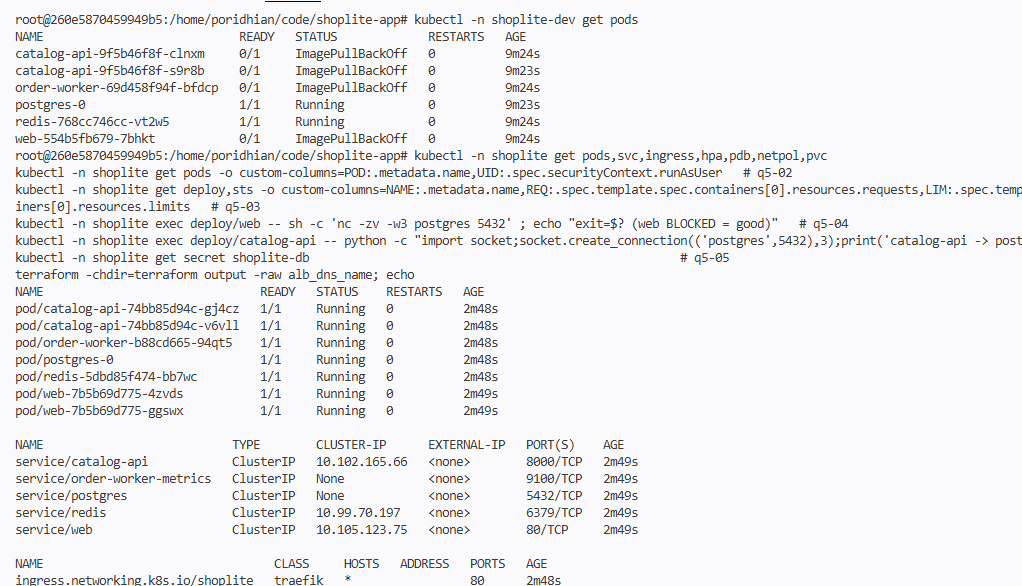 root@260e5870459949b5:/home/poridhian/code/shoplite-app# kubectl -n shoplite-dev get pods
NAME READY STATUS RESTARTS AGE
catalog-api-9f5b46f8f-clnxm 0/1 ImagePullBackOff 0 9m24s
catalog-api-9f5b46f8f-s9r8b 0/1 ImagePullBackOff 0 9m23s
order-worker-69d458f94f-bfdcp 0/1 ImagePullBackOff 0 9m24s
postgres-0 1/1 Running 0 9m23s
redis-768cc746cc-vt2w5 1/1 Running 0 9m24s
web-554b5fb679-7bhkt 0/1 ImagePullBackOff 0 9m24s
root@260e5870459949b5:/home/poridhian/code/shoplite-app# kubectl -n shoplite get pods,svc,ingress,hpa,pdb,netpol,pvc
kubectl -n shoplite get pods -o custom-columns=POD:.metadata.name,UID:.spec.securityContext.runAsUser # q5-02
kubectl -n shoplite get deploy,sts -o custom-columns=NAME:.metadata.name,REQ:.spec.template.spec.containers[0].resources.requests,LIM:.spec.temp
iners[0].resources.limits # q5-03
kubectl -n shoplite exec deploy/web -- sh -c 'nc -zv -w3 postgres 5432' ; echo "exit=$? (web BLOCKED = good)" # q5-04
kubectl -n shoplite exec deploy/catalog-api -- python -c "import socket;socket.create_connection(('postgres',5432),3);print('catalog-api -> post
kubectl -n shoplite get secret shoplite-db # q5-05
terraform -chdir=terraform output -raw alb_dns_name; echo
NAME READY STATUS RESTARTS AGE
pod/catalog-api-74bb85d94c-gj4cz 1/1 Running 0 2m48s
pod/catalog-api-74bb85d94c-v6vll 1/1 Running 0 2m48s
pod/order-worker-b88cd665-94qt5 1/1 Running 0 2m48s
pod/postgres-0 1/1 Running 0 2m48s
pod/redis-5dbd85f474-bb7wc 1/1 Running 0 2m48s
pod/web-7b5b69d775-4zvds 1/1 Running 0 2m49s
pod/web-7b5b69d775-ggswx 1/1 Running 0 2m49s
NAME TYPE CLUSTER-IP EXTERNAL-IP PORT(S) AGE
service/catalog-api ClusterIP 10.102.165.66 <none> 8000/TCP 2m49s
service/order-worker-metrics ClusterIP None <none> 9100/TCP 2m49s
service/postgres ClusterIP None <none> 5432/TCP 2m49s
service/redis ClusterIP 10.99.70.197 <none> 6379/TCP 2m49s
service/web ClusterIP 10.105.123.75 <none> 80/TCP 2m49s
NAME CLASS HOSTS ADDRESS PORTS AGE
ingress.networking.k8s.io/shoplite traefik * 80 2m48s